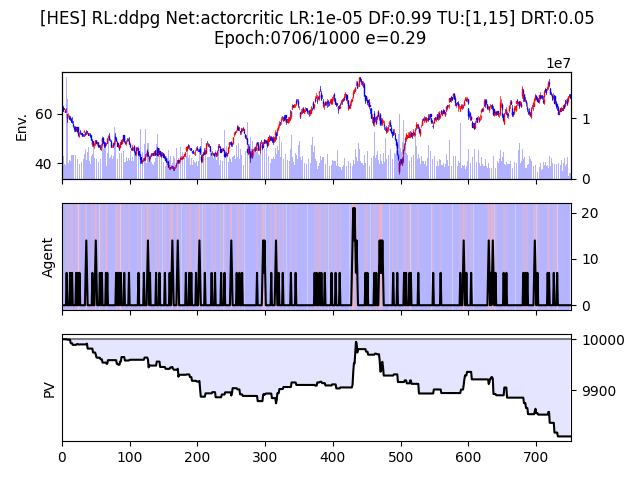 [HES] RL:ddpg Net:actorcritic LR:1e-05 DF:0.99 TU:[1,15] DRT:0.05
Epoch:0706/1000 e=0.29
1e7
Env.
60
40
1
0
Agent
20
10
0
PV
10000
9900
0 100 200 300 400 500 600 700